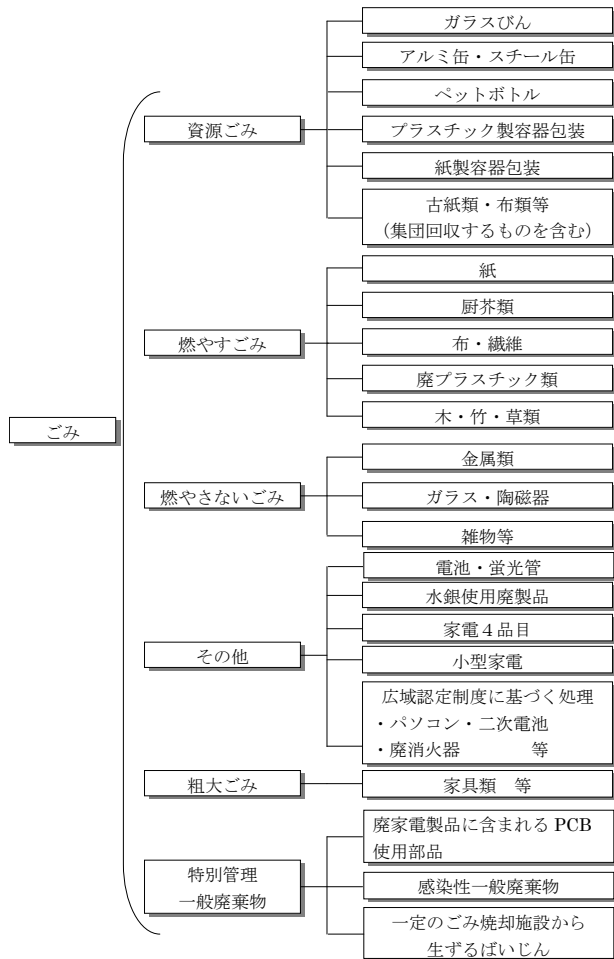 ごみ
資源ごみ
ガラスびん
アルミ缶・スチール缶
ペットボトル
プラスチック製容器包装
紙製容器包装
古紙類・布類等
（集団回収するものを含む）
燃やすごみ
紙
厨芥類
布・繊維
廃プラスチック類
木・竹・草類
燃やさないごみ
金属類
ガラス・陶磁器
雑物等
その他
電池・蛍光管
水銀使用廃製品
家電４品目
小型家電
広域認定制度に基づく処理
・パソコン・二次電池
・廃消火器　　　　等
粗大ごみ
家具類　等
特別管理
一般廃棄物
廃家電製品に含まれる PCB
使用部品
感染性一般廃棄物
一定のごみ焼却施設から
生ずるばいじん